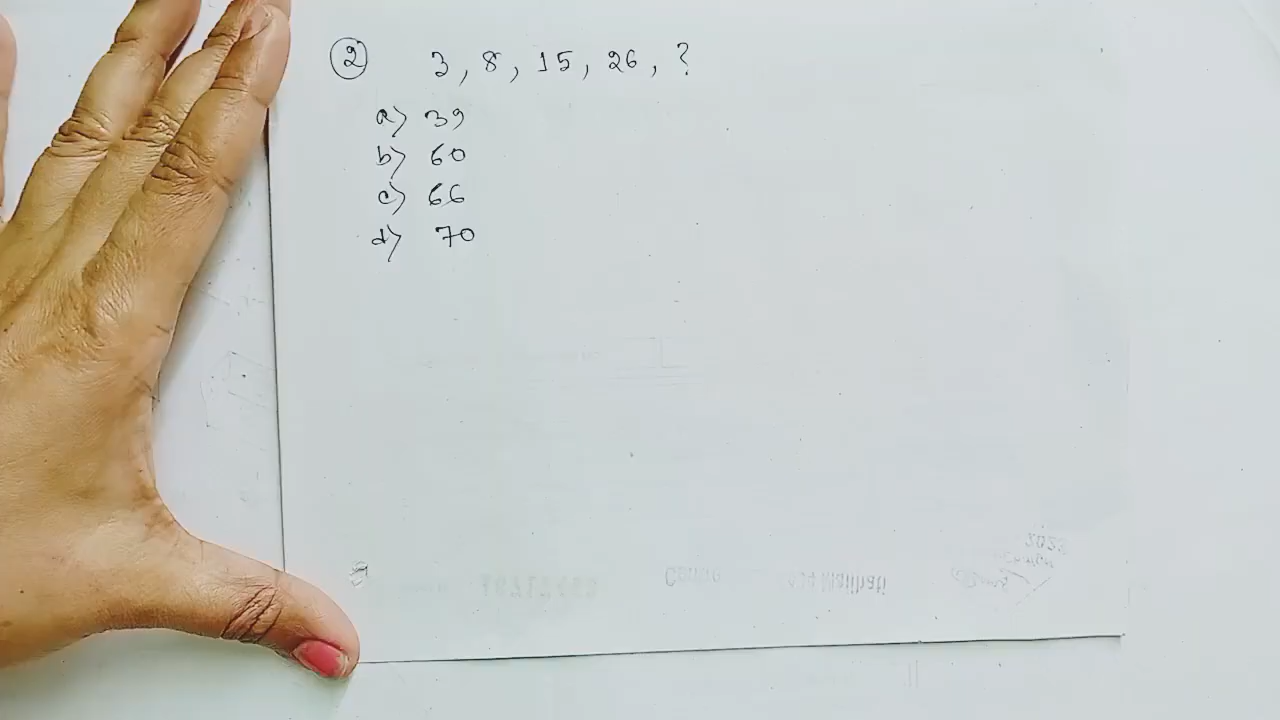 ② 3, 8, 15, 26, ?
a) 39
b) 60
c) 66
d) 70